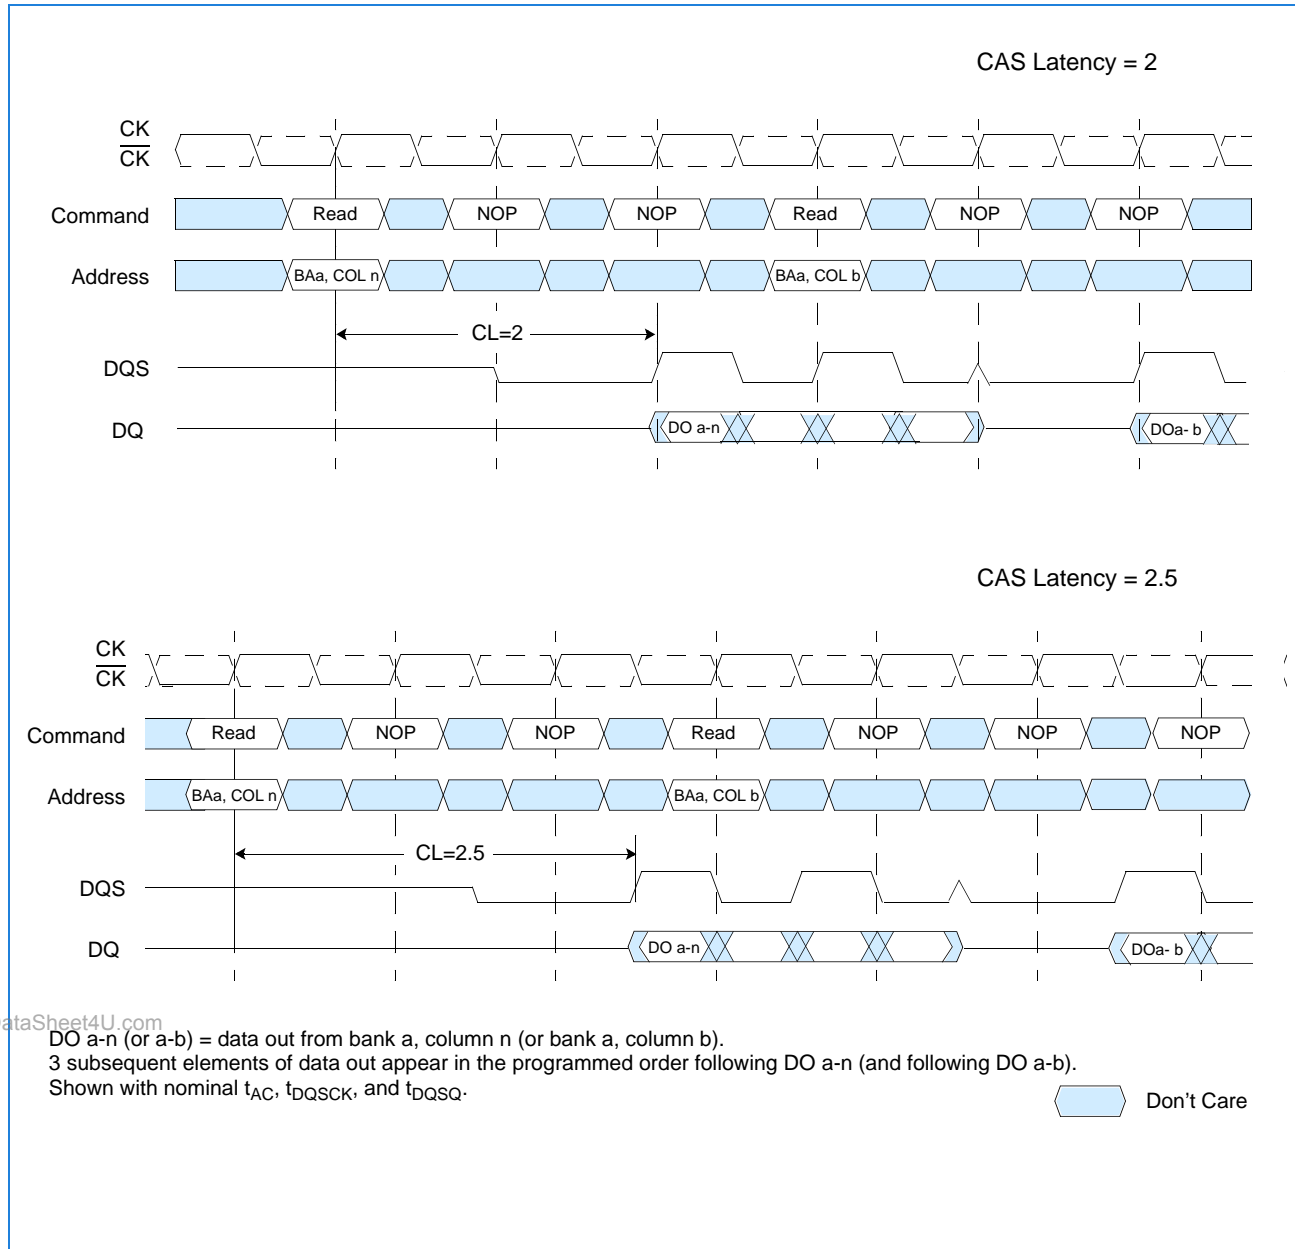 CAS Latency = 2
CK
CK
Command Read NOP NOP Read NOP NOP
Address BAa, COL n BAa, COL b
CL=2
DQS
DQ DO a-n DOa- b
CAS Latency = 2.5
CK
CK
Command Read NOP NOP Read NOP NOP NOP
Address BAa, COL n BAa, COL b
CL=2.5
DQS
DQ DO a-n DOa- b
ataSheet4U.com
DO a-n (or a-b) = data out from bank a, column n (or bank a, column b).
3 subsequent elements of data out appear in the programmed order following DO a-n (and following DO a-b).
Shown with nominal tAC, tDQSCK, and tDQSQ.
Don't Care